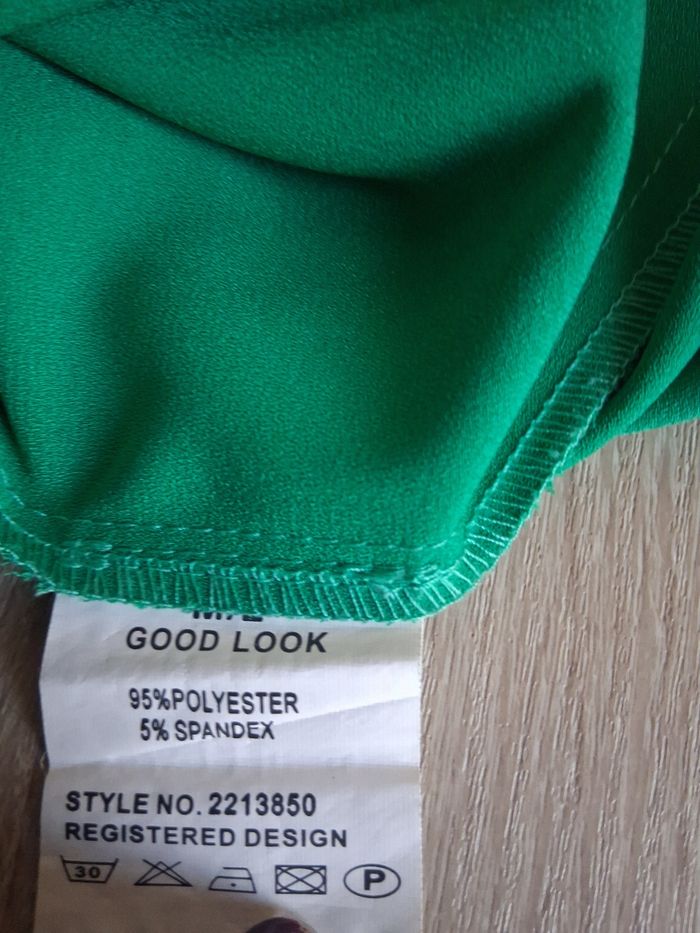 M/L
GOOD LOOK
95%POLYESTER
5% SPANDEX
STYLE NO. 2213850
REGISTERED DESIGN
30
P